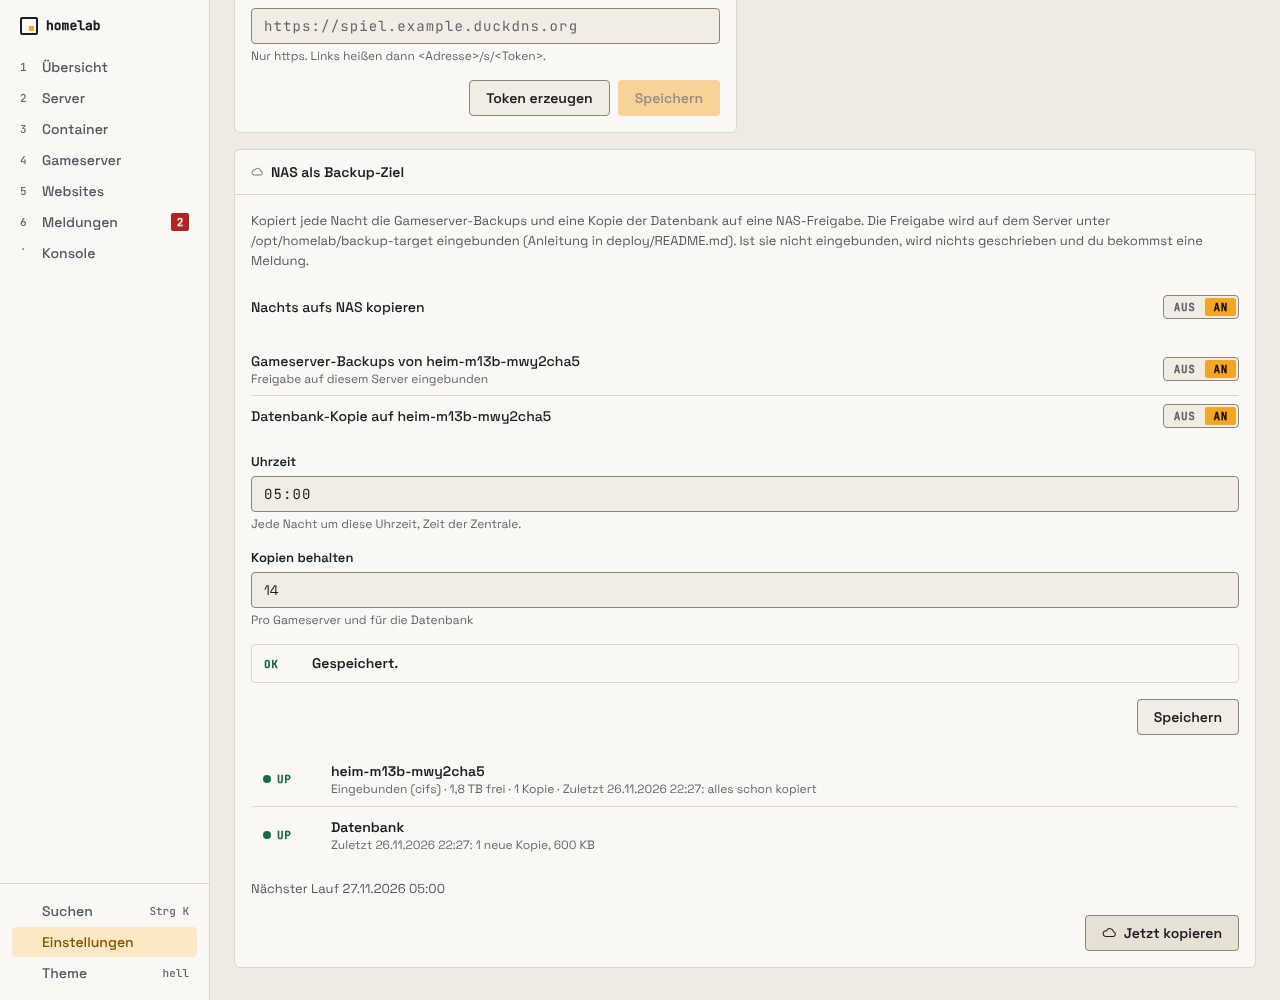 homelab
1 Übersicht
2 Server
3 Container
4 Gameserver
5 Websites
6 Meldungen 2
` Konsole
Suchen Strg K
Einstellungen
Theme hell
https://spiel.example.duckdns.org
Nur https. Links heißen dann <Adresse>/s/<Token>.
Token erzeugen Speichern
NAS als Backup-Ziel
Kopiert jede Nacht die Gameserver-Backups und eine Kopie der Datenbank auf eine NAS-Freigabe. Die Freigabe wird auf dem Server unter
/opt/homelab/backup-target eingebunden (Anleitung in deploy/README.md). Ist sie nicht eingebunden, wird nichts geschrieben und du bekommst eine
Meldung.
Nachts aufs NAS kopieren AUS AN
Gameserver-Backups von heim-m13b-mwy2cha5 AUS AN
Freigabe auf diesem Server eingebunden
Datenbank-Kopie auf heim-m13b-mwy2cha5 AUS AN
Uhrzeit
05:00
Jede Nacht um diese Uhrzeit, Zeit der Zentrale.
Kopien behalten
14
Pro Gameserver und für die Datenbank
OK Gespeichert.
Speichern
UP heim-m13b-mwy2cha5
Eingebunden (cifs) · 1,8 TB frei · 1 Kopie · Zuletzt 26.11.2026 22:27: alles schon kopiert
UP Datenbank
Zuletzt 26.11.2026 22:27: 1 neue Kopie, 600 KB
Nächster Lauf 27.11.2026 05:00
Jetzt kopieren